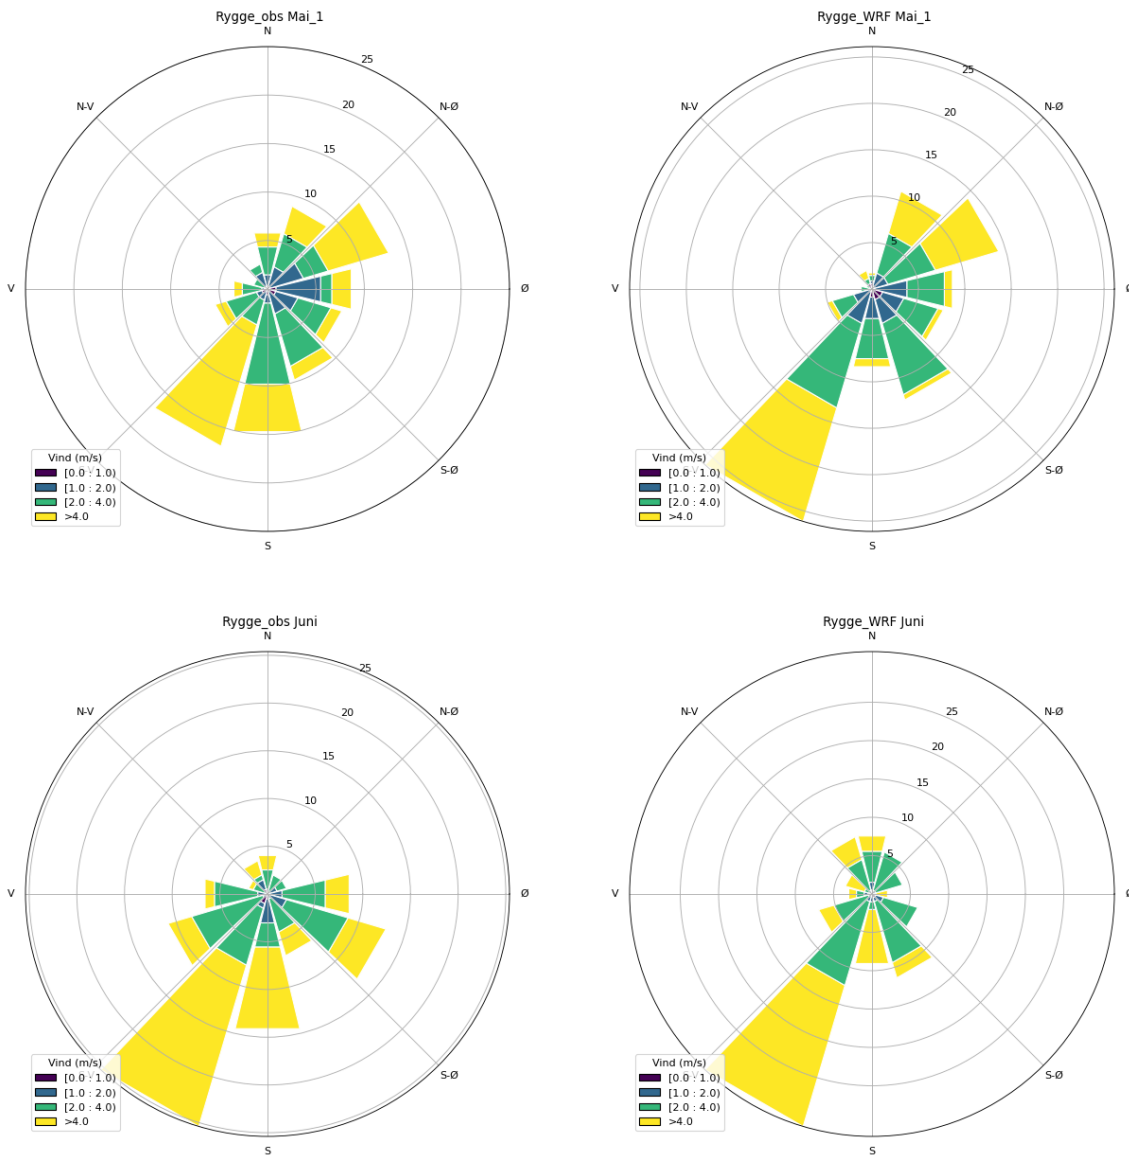 Rygge_obs Mai_1
N
25
N-V
N-Ø
20
15
10
5
V
Ø
S-Ø
S
Vind (m/s)
[0.0 : 1.0)
[1.0 : 2.0)
[2.0 : 4.0)
>4.0
Rygge_WRF Mai_1
N
25
N-V
N-Ø
20
15
10
5
V
S-Ø
S
Vind (m/s)
[0.0 : 1.0)
[1.0 : 2.0)
[2.0 : 4.0)
>4.0
Rygge_obs Juni
N
25
N-V
N-Ø
20
15
10
5
V
Ø
S-Ø
S
Vind (m/s)
[0.0 : 1.0)
[1.0 : 2.0)
[2.0 : 4.0)
>4.0
Rygge_WRF Juni
N
N-V
N-Ø
25
20
15
10
5
V
S-Ø
S
Vind (m/s)
[0.0 : 1.0)
[1.0 : 2.0)
[2.0 : 4.0)
>4.0